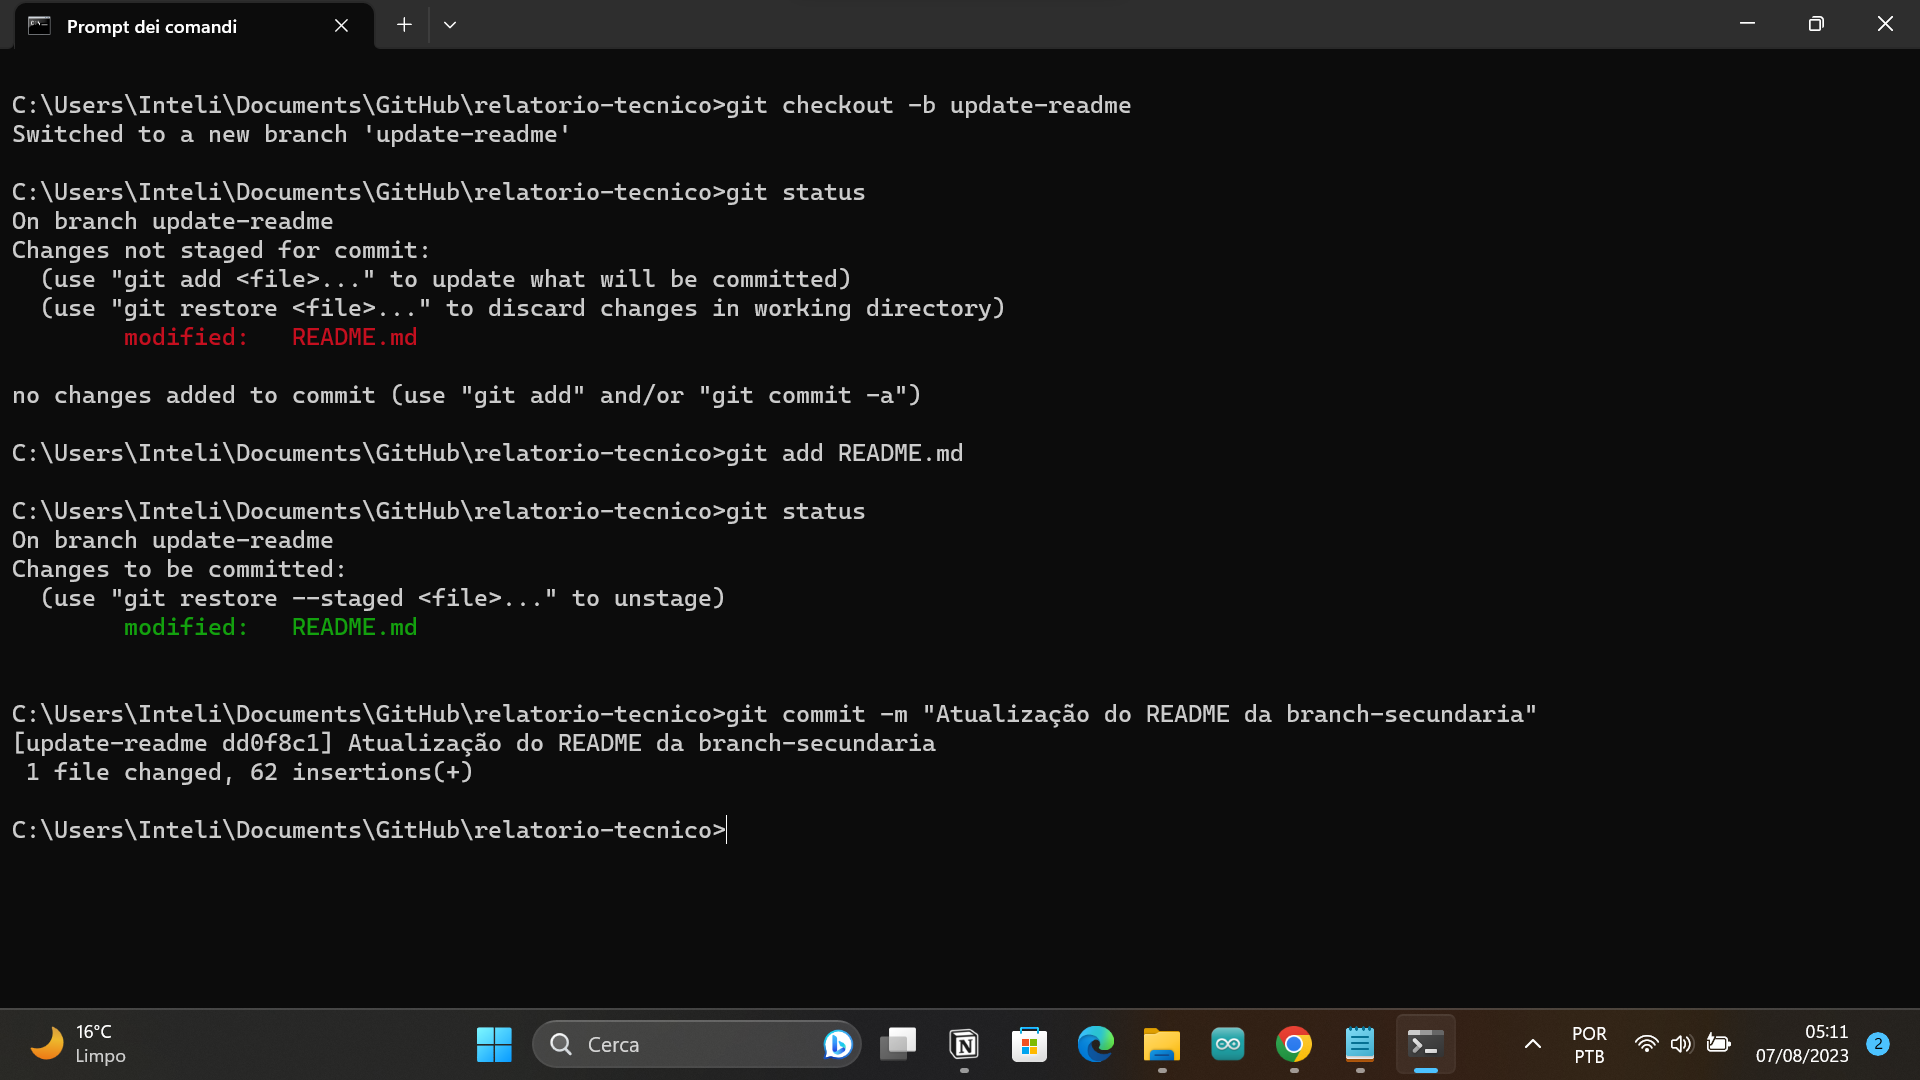 Prompt dei comandi
C:\Users\Inteli\Documents\GitHub\relatorio-tecnico>git checkout -b update-readme
Switched to a new branch 'update-readme'
C:\Users\Inteli\Documents\GitHub\relatorio-tecnico>git status
On branch update-readme
Changes not staged for commit:
  (use "git add <file>..." to update what will be committed)
  (use "git restore <file>..." to discard changes in working directory)
        modified:   README.md
no changes added to commit (use "git add" and/or "git commit -a")
C:\Users\Inteli\Documents\GitHub\relatorio-tecnico>git add README.md
C:\Users\Inteli\Documents\GitHub\relatorio-tecnico>git status
On branch update-readme
Changes to be committed:
  (use "git restore --staged <file>..." to unstage)
        modified:   README.md
C:\Users\Inteli\Documents\GitHub\relatorio-tecnico>git commit -m "Atualização do README da branch-secundaria"
[update-readme dd0f8c1] Atualização do README da branch-secundaria
 1 file changed, 62 insertions(+)
C:\Users\Inteli\Documents\GitHub\relatorio-tecnico>
16°C
Limpo
Cerca
POR
PTB
05:11
07/08/2023
2